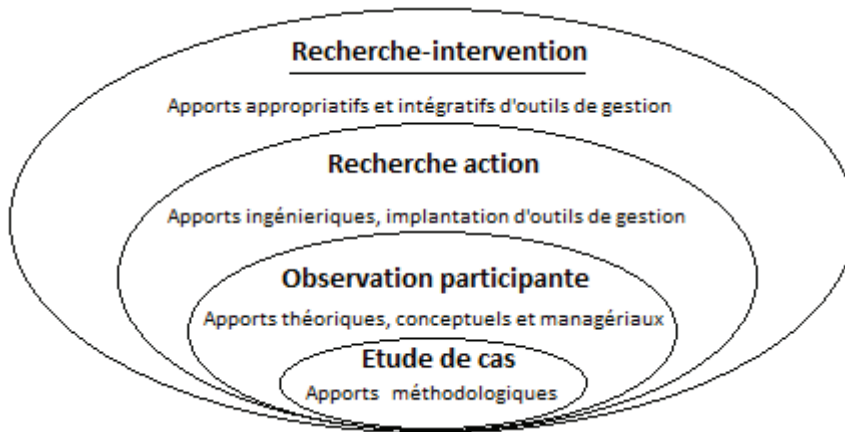 Recherche-intervention
Apports appropriatifs et intégratifs d'outils de gestion
Recherche action
Apports ingénieriques, implantation d'outils de gestion
Observation participante
Apports théoriques, conceptuels et managériaux
Etude de cas
Apports méthodologiques